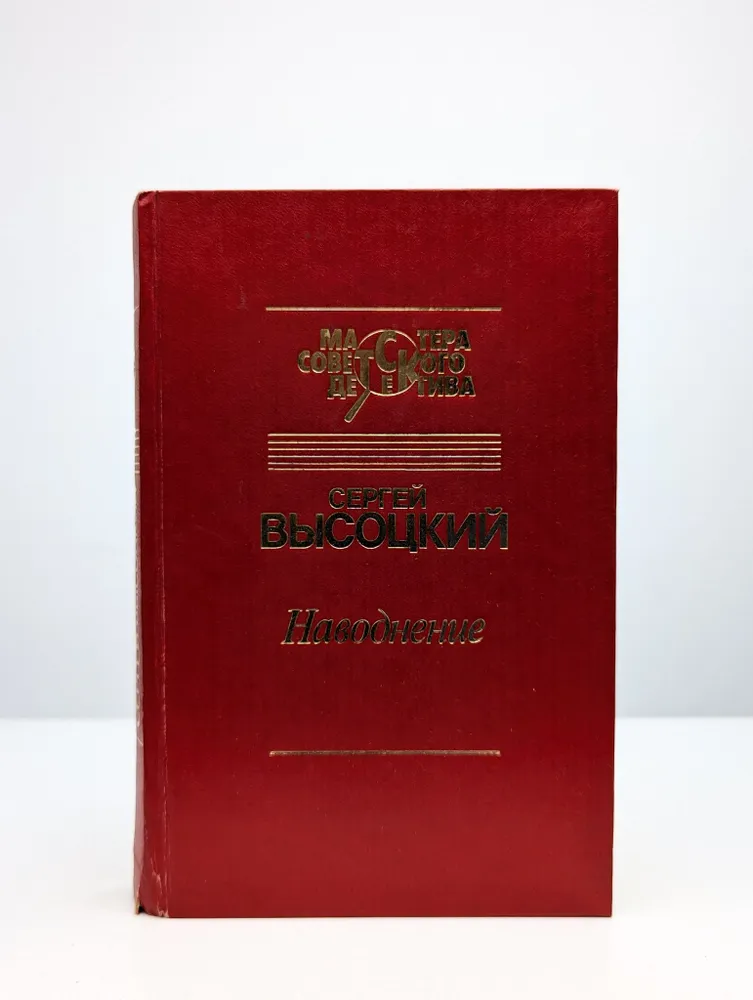 МАСТЕРА
СОВЕТСКОГО
ДЕТЕКТИВА
СЕРГЕЙ
ВЫСОЦКИЙ
Наводнение